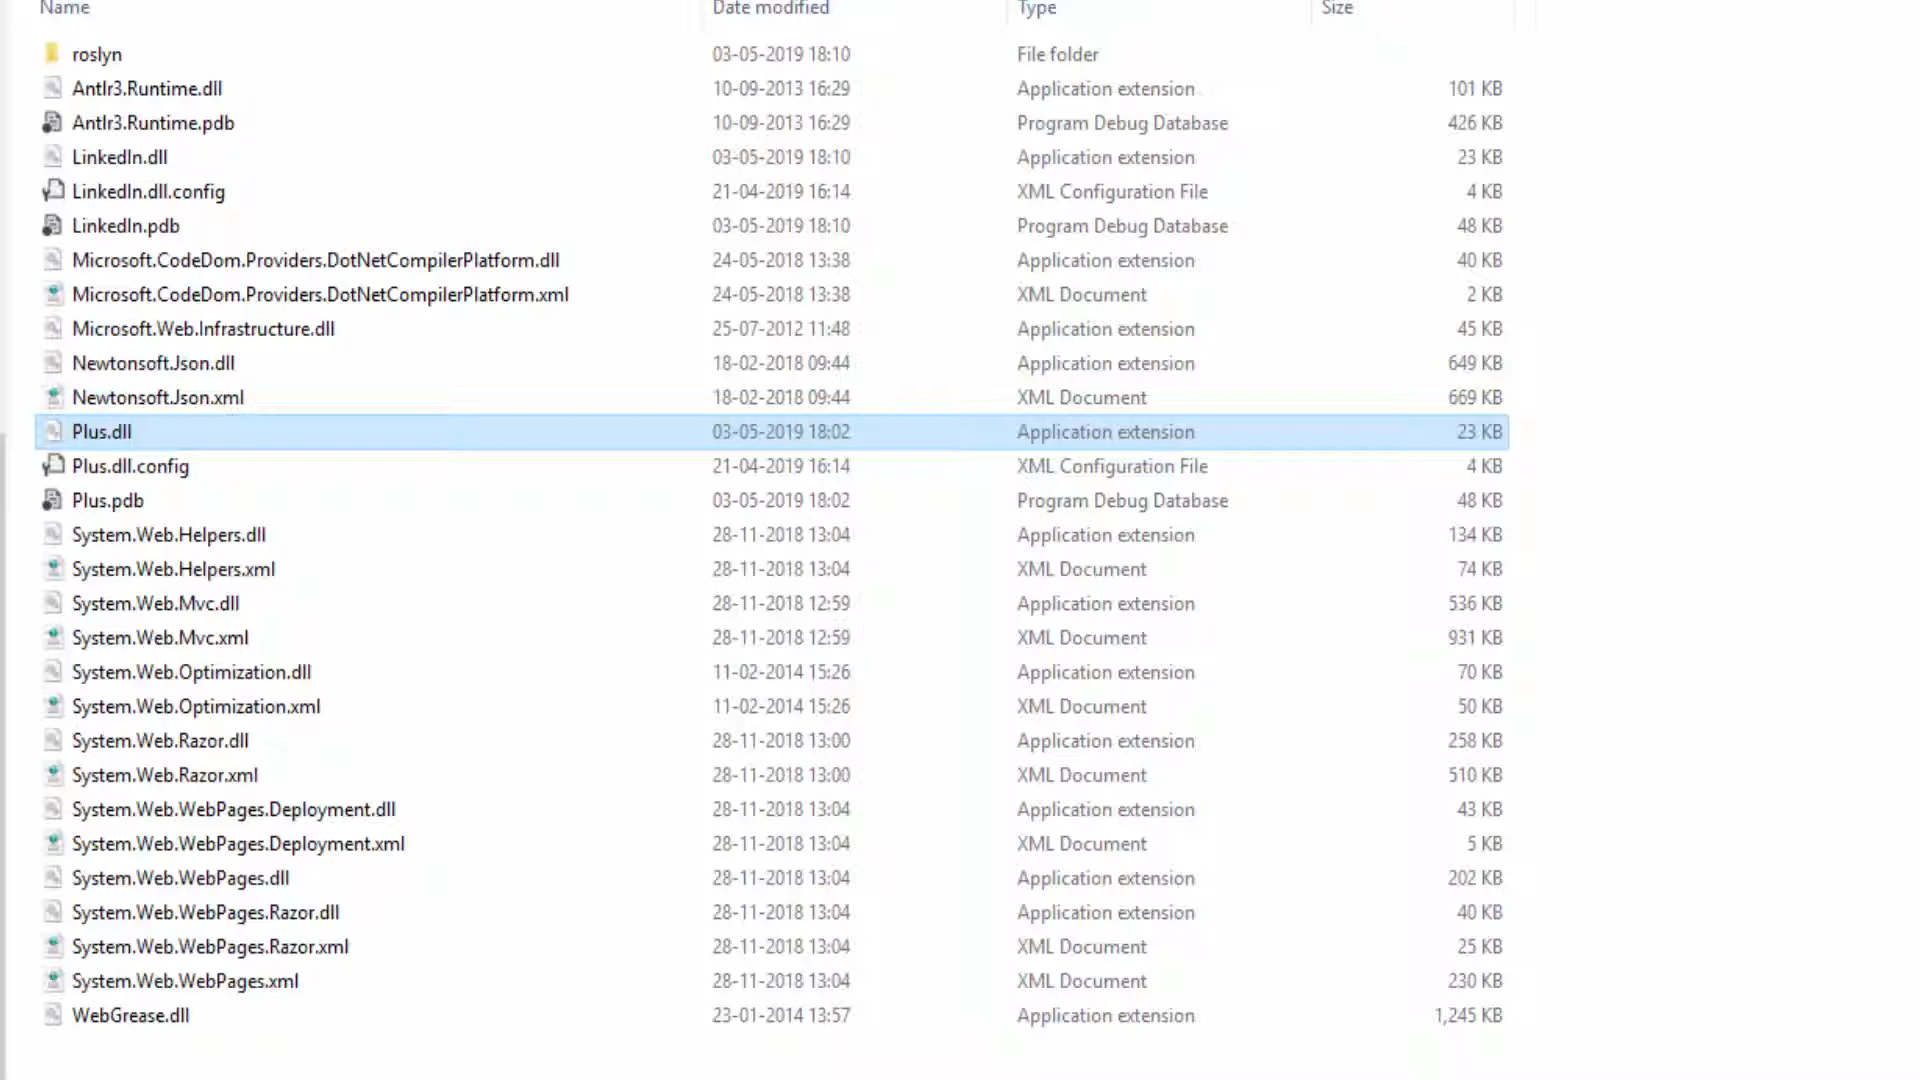 Name Date modified Type Size
roslyn 03-05-2019 18:10 File folder
Antlr3.Runtime.dll 10-09-2013 16:29 Application extension 101 KB
Antlr3.Runtime.pdb 10-09-2013 16:29 Program Debug Database 426 KB
LinkedIn.dll 03-05-2019 18:10 Application extension 23 KB
LinkedIn.dll.config 21-04-2019 16:14 XML Configuration File 4 KB
LinkedIn.pdb 03-05-2019 18:10 Program Debug Database 48 KB
Microsoft.CodeDom.Providers.DotNetCompilerPlatform.dll 24-05-2018 13:38 Application extension 40 KB
Microsoft.CodeDom.Providers.DotNetCompilerPlatform.xml 24-05-2018 13:38 XML Document 2 KB
Microsoft.Web.Infrastructure.dll 25-07-2012 11:48 Application extension 45 KB
Newtonsoft.Json.dll 18-02-2018 09:44 Application extension 649 KB
Newtonsoft.Json.xml 18-02-2018 09:44 XML Document 669 KB
Plus.dll 03-05-2019 18:02 Application extension 23 KB
Plus.dll.config 21-04-2019 16:14 XML Configuration File 4 KB
Plus.pdb 03-05-2019 18:02 Program Debug Database 48 KB
System.Web.Helpers.dll 28-11-2018 13:04 Application extension 134 KB
System.Web.Helpers.xml 28-11-2018 13:04 XML Document 74 KB
System.Web.Mvc.dll 28-11-2018 12:59 Application extension 536 KB
System.Web.Mvc.xml 28-11-2018 12:59 XML Document 931 KB
System.Web.Optimization.dll 11-02-2014 15:26 Application extension 70 KB
System.Web.Optimization.xml 11-02-2014 15:26 XML Document 50 KB
System.Web.Razor.dll 28-11-2018 13:00 Application extension 258 KB
System.Web.Razor.xml 28-11-2018 13:00 XML Document 510 KB
System.Web.WebPages.Deployment.dll 28-11-2018 13:04 Application extension 43 KB
System.Web.WebPages.Deployment.xml 28-11-2018 13:04 XML Document 5 KB
System.Web.WebPages.dll 28-11-2018 13:04 Application extension 202 KB
System.Web.WebPages.Razor.dll 28-11-2018 13:04 Application extension 40 KB
System.Web.WebPages.Razor.xml 28-11-2018 13:04 XML Document 25 KB
System.Web.WebPages.xml 28-11-2018 13:04 XML Document 230 KB
WebGrease.dll 23-01-2014 13:57 Application extension 1,245 KB